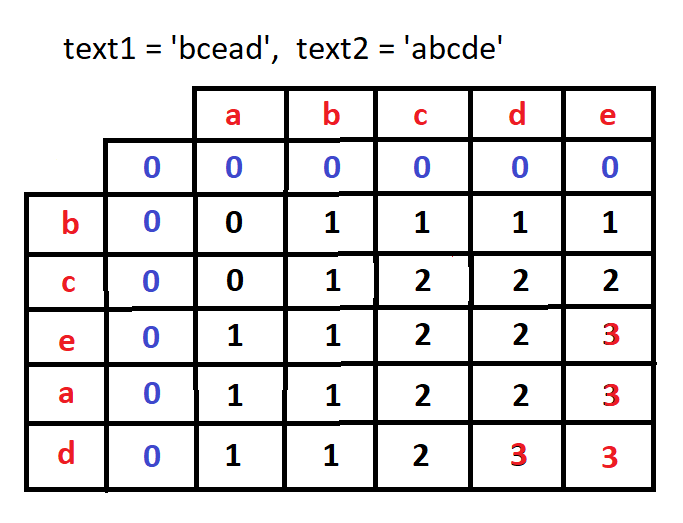 text1 = 'bcead', text2 = 'abcde'
a b c d e
0 0 0 0 0 0
b 0 0 1 1 1 1
c 0 0 1 2 2 2
e 0 1 1 2 2 3
a 0 1 1 2 2 3
d 0 1 1 2 3 3